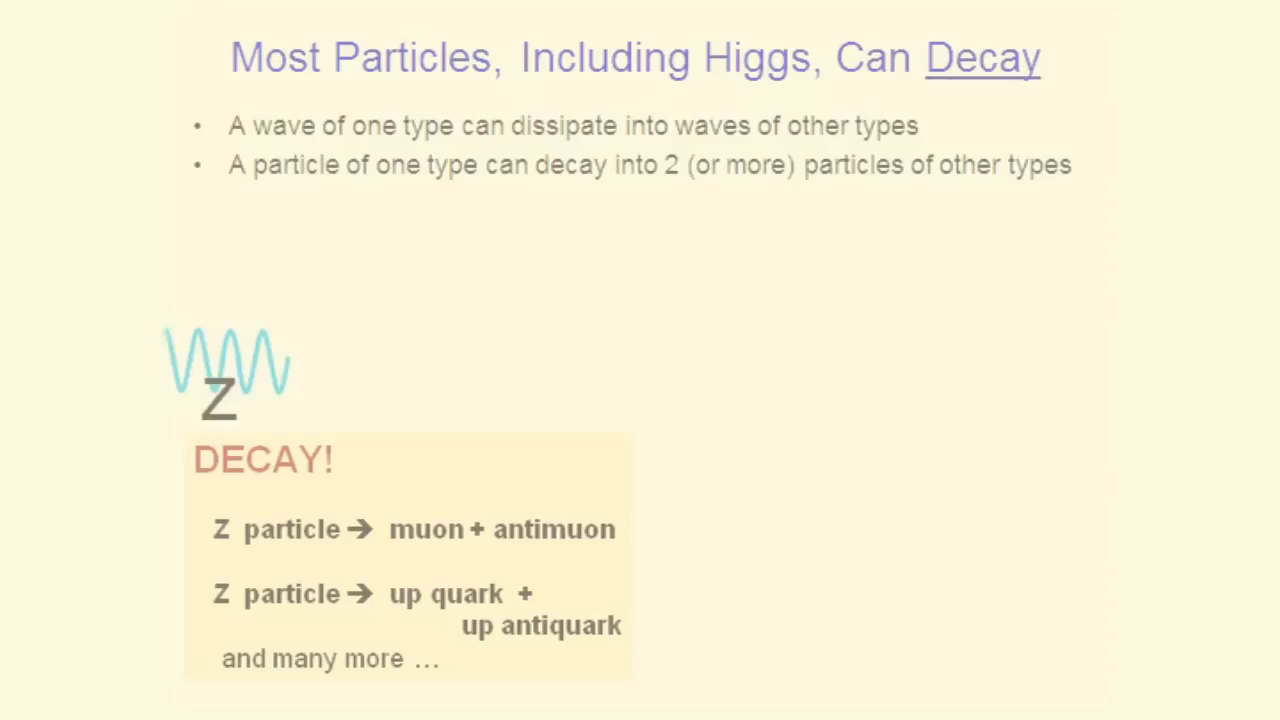 Most Particles, Including Higgs, Can Decay
• A wave of one type can dissipate into waves of other types
• A particle of one type can decay into 2 (or more) particles of other types
Z
DECAY!
Z particle➔ muon + antimuon
Z particle➔ up quark +
up antiquark
and many more …